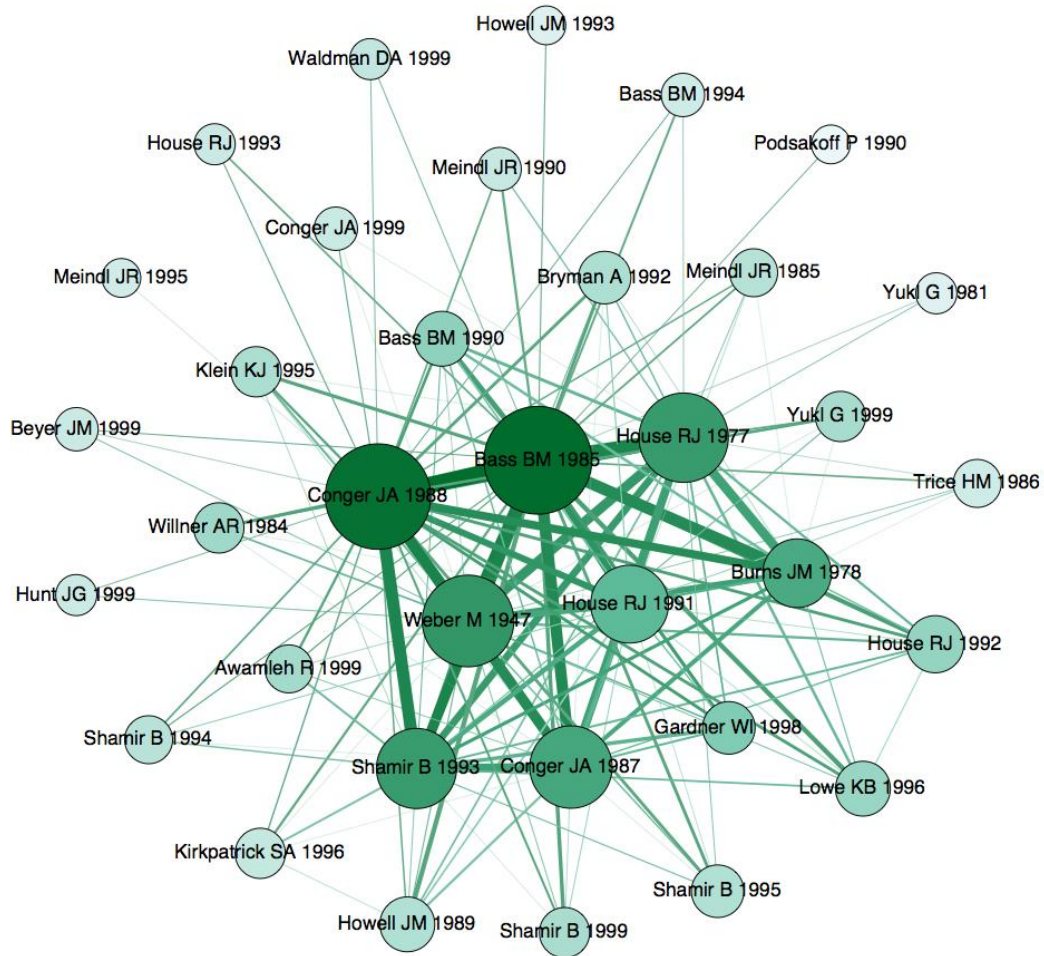 Howell JM 1993
Waldman DA 1999
Bass BM 1994
House RJ 1993
Podsakoff P 1990
Meindl JR 1990
Conger JA 1999
Meindl JR 1995
Bryman A 1992
Meindl JR 1985
Yukl G 1981
Bass BM 1990
Klein KJ 1995
Beyer JM 1999
Yukl G 1999
House RJ 1977
Bass BM 1985
Trice HM 1986
Conger JA 1988
Willner AR 1984
Burns JM 1978
Hunt JG 1999
House RJ 1991
Weber M 1947
House RJ 1992
Awamleh R 1999
Gardner WI 1998
Shamir B 1994
Shamir B 1993
Conger JA 1987
Lowe KB 1996
Kirkpatrick SA 1996
Shamir B 1995
Howell JM 1989
Shamir B 1999